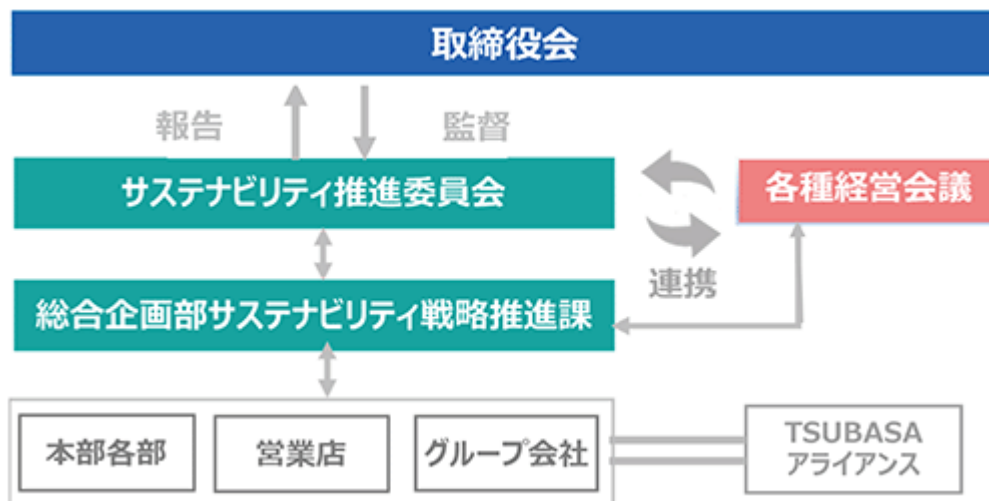 取締役会
報告
監督
サステナビリティ推進委員会
各種経営会議
連携
総合企画部サステナビリティ戦略推進課
本部各部
営業店
グループ会社
TSUBASA
アライアンス